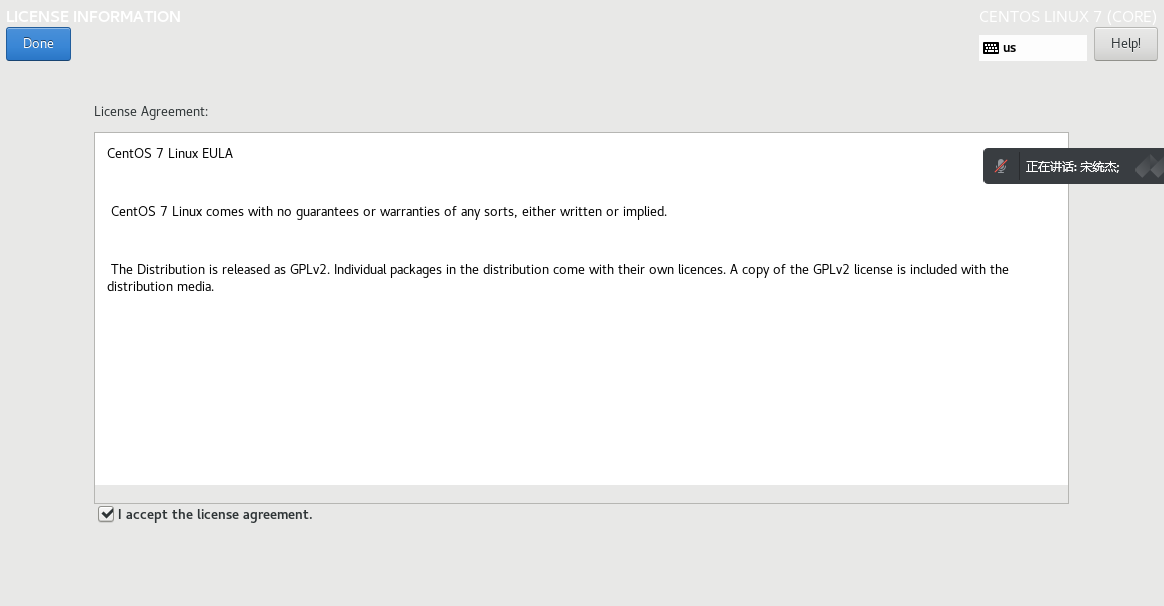 LICENSE INFORMATION
CENTOS LINUX 7 (CORE)
Done
us
Help!
License Agreement:
CentOS 7 Linux EULA
正在讲话: 宋统杰;
CentOS 7 Linux comes with no guarantees or warranties of any sorts, either written or implied.
The Distribution is released as GPLv2. Individual packages in the distribution come with their own licences. A copy of the GPLv2 license is included with the
distribution media.
I accept the license agreement.